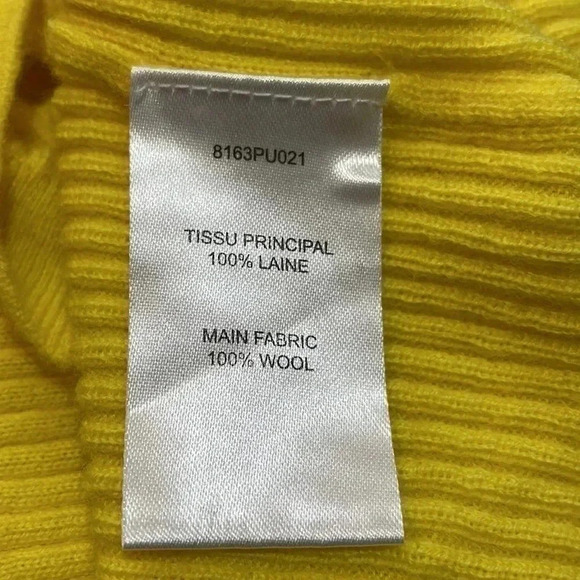 8163PU021
TISSU PRINCIPAL
100% LAINE
MAIN FABRIC
100% WOOL